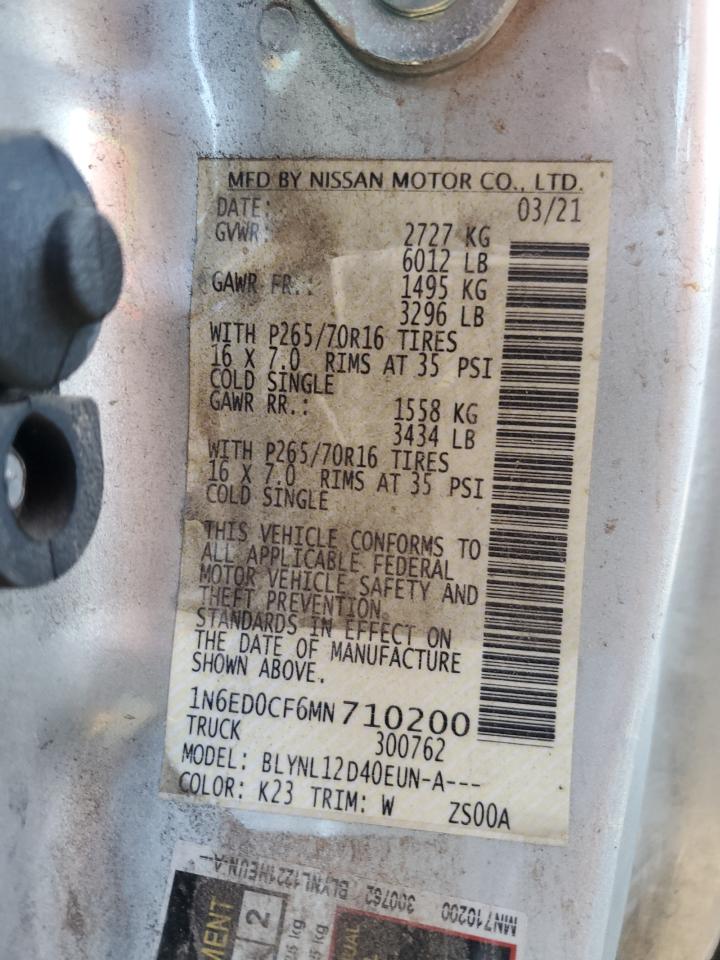 MFD BY NISSAN MOTOR CO., LTD.
DATE: 03/21
GVWR: 2727 KG
6012 LB
GAWR FR.: 1495 KG
3296 LB
WITH P265/70R16 TIRES
16 X 7.0 RIMS AT 35 PSI
COLD SINGLE
GAWR RR.: 1558 KG
3434 LB
WITH P265/70R16 TIRES
16 X 7.0 RIMS AT 35 PSI
COLD SINGLE
THIS VEHICLE CONFORMS TO
ALL APPLICABLE FEDERAL
MOTOR VEHICLE SAFETY AND
THEFT PREVENTION
STANDARDS IN EFFECT ON
THE DATE OF MANUFACTURE
SHOWN ABOVE.
1N6ED0CF6MN710200
TRUCK 300762
MODEL: BLYNL12D40EUN-A---
COLOR: K23 TRIM: W ZS00A
MN710200 300762 BLYNL1221HEUN-A--
2
kg
kg